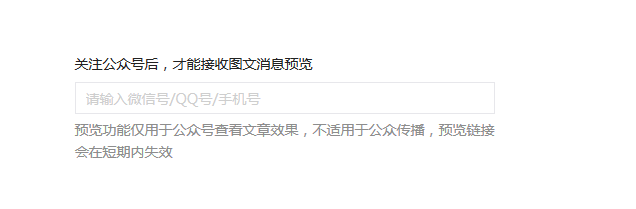 关注公众号后，才能接收图文消息预览
请输入微信号/QQ号/手机号
预览功能仅用于公众号查看文章效果，不适用于公众传播，预览链接
会在短期内失效